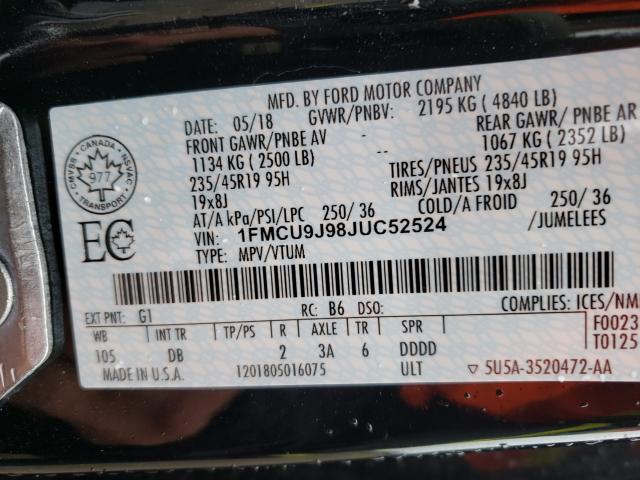 MFD. BY FORD MOTOR COMPANY
DATE: 05/18 GVWR/PNBV: 2195 KG ( 4840 LB)
FRONT GAWR/PNBE AV - REAR GAWR/ PNBE AR
1134 KG ( 2500 LB) 1067 KG ( 2352 LB)
235/45R19 95H TIRES/PNEUS 235/45R19 95H
19x8J RIMS/JANTES 19x8J
AT/A kPa/PSI/LPC 250/ 36 COLD/A FROID 250/ 36
VIN: 1FMCU9J98JUC52524 /JUMELEES
TYPE: MPV/VTUM
CANADA
CMVSS NSVAC
977
TRANSPORT
EC
EXT PNT: G1 RC: B6 DSO: COMPLIES: ICES/NM
WB INT TR TP/PS R AXLE TR SPR F0023
105 DB 2 3A 6 DDDD T0125
MADE IN U.S.A. 1201805016075 ULT 5U5A-3520472-AA